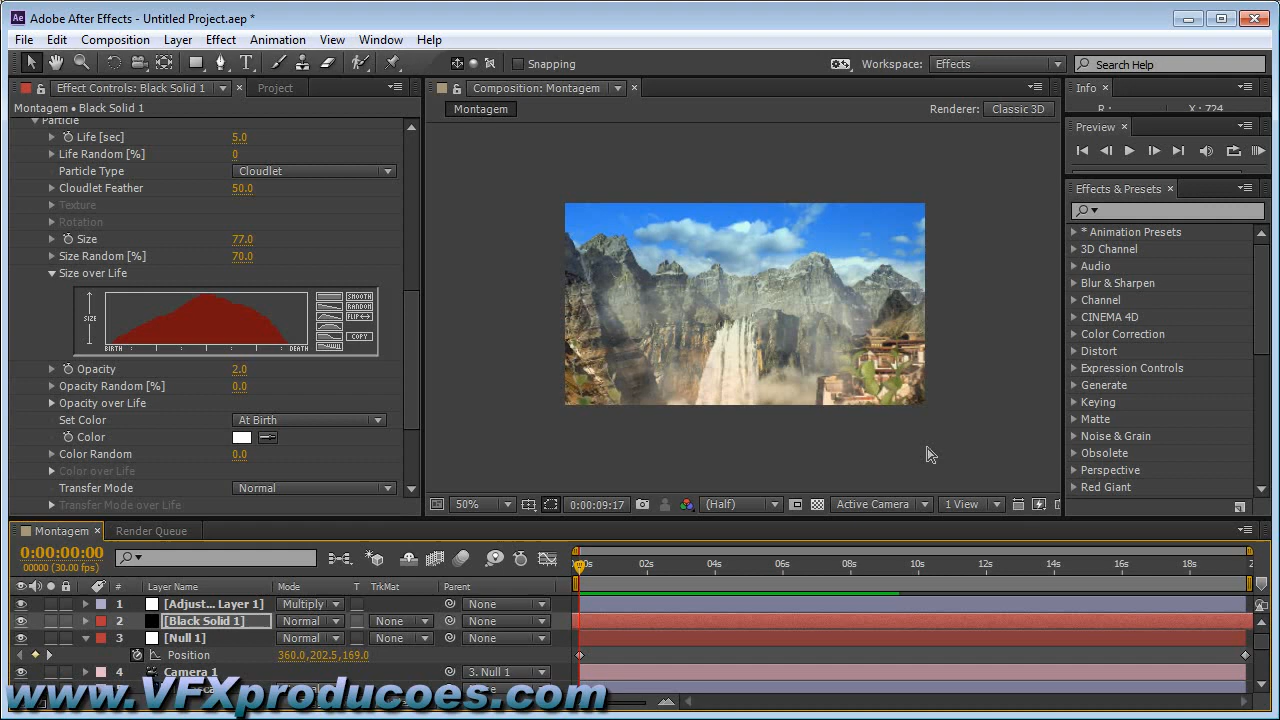 Adobe After Effects - Untitled Project.aep *
File Edit Composition Layer Effect Animation View Window Help
Snapping Workspace: Effects Search Help
Effect Controls: Black Solid 1 Project
Montagem • Black Solid 1
Particle
Life [sec] 5.0
Life Random [%] 0
Particle Type Cloudlet
Cloudlet Feather 50.0
Texture
Rotation
Size 77.0
Size Random [%] 70.0
Size over Life
SIZE
SMOOTH
RANDOM
FLIP
COPY
BIRTH DEATH
Opacity 2.0
Opacity Random [%] 0.0
Opacity over Life
Set Color At Birth
Color
Color Random 0.0
Color over Life
Transfer Mode Normal
Transfer Mode over Life
Composition: Montagem
Montagem Renderer: Classic 3D
50% 0:00:09:17 (Half) Active Camera 1 View
Info
R: X: 724
Preview
Effects & Presets
* Animation Presets
3D Channel
Audio
Blur & Sharpen
Channel
CINEMA 4D
Color Correction
Distort
Expression Controls
Generate
Keying
Matte
Noise & Grain
Obsolete
Perspective
Red Giant
Montagem Render Queue
0:00:00:00
00000 (30.00 fps)
02s 04s 06s 08s 10s 12s 14s 16s 18s
# Layer Name Mode T TrkMat Parent
1 [Adjust... Layer 1] Multiply None
2 [Black Solid 1] Normal None None
3 [Null 1] Normal None None
Position 360.0,202.5,169.0
4 Camera 1 3. Null 1
www.VFXproducoes.com